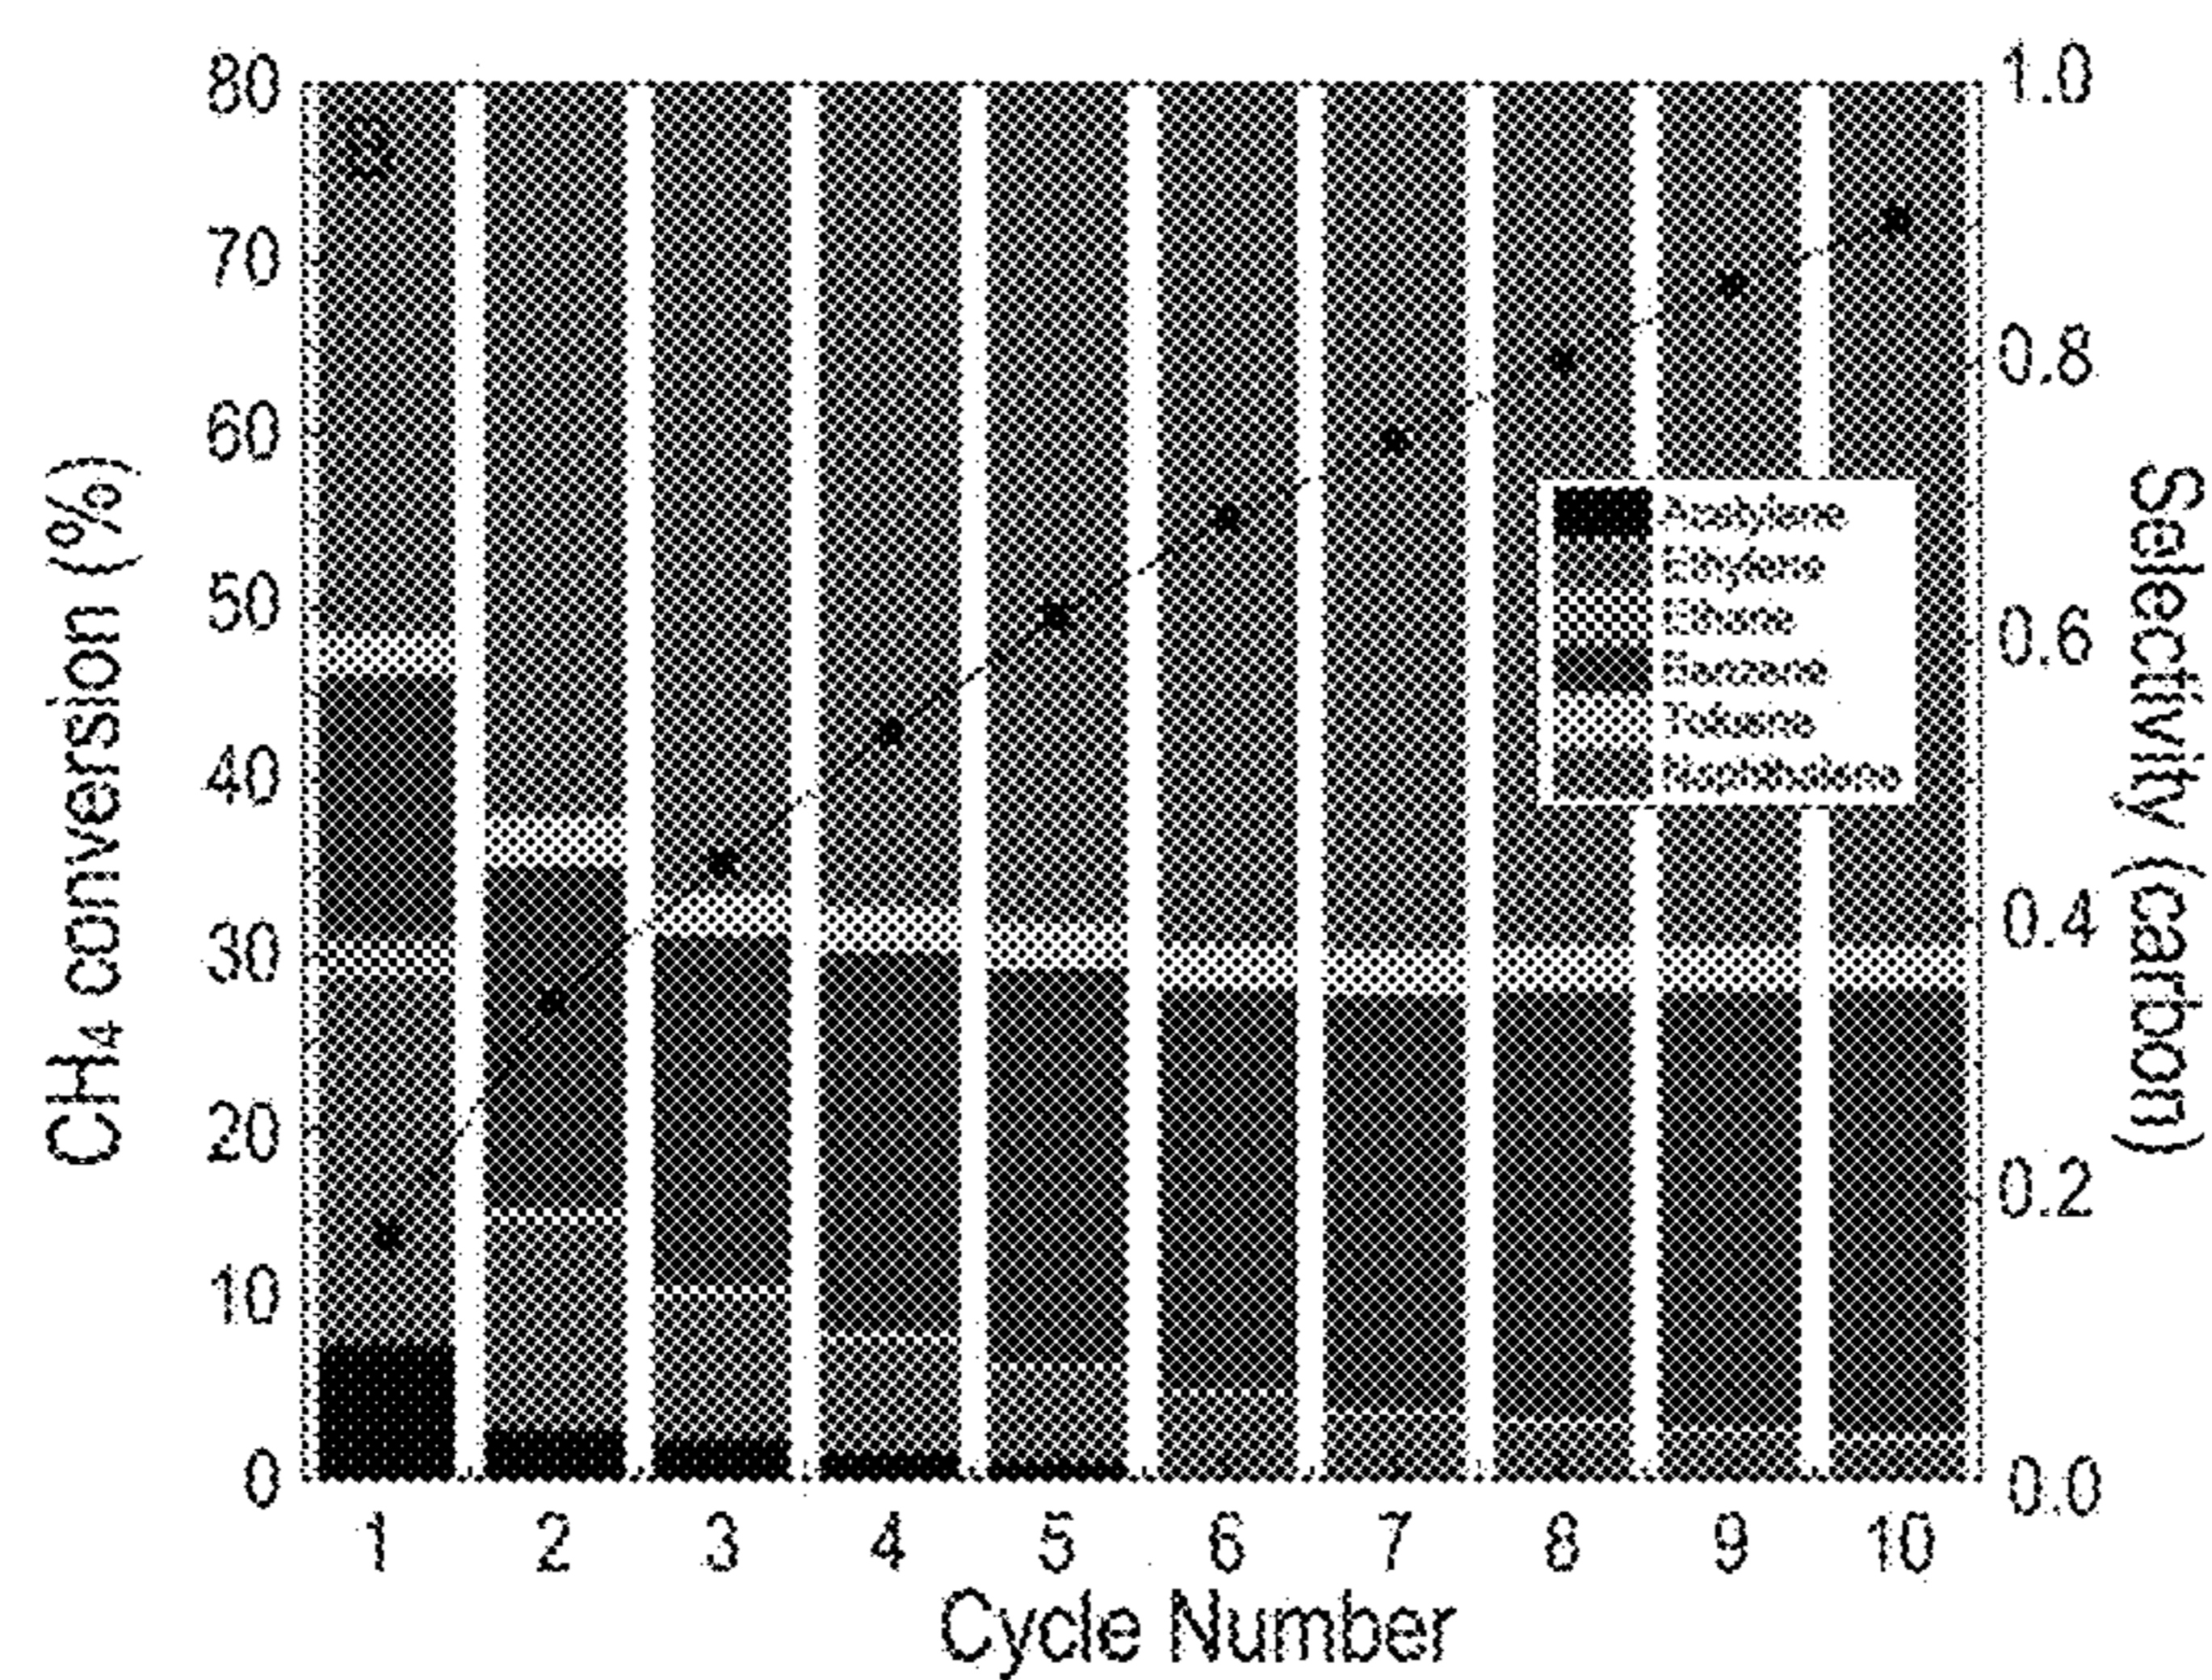 80
70
60
50
40
30
20
10
0
CH₄ conversion (%)
1.0
0.8
0.6
0.4
0.2
0.0
Selectivity (carbon)
Acetylene
Ethylene
Ethane
Benzene
Toluene
Naphthalene
1 2 3 4 5 6 7 8 9 10
Cycle Number